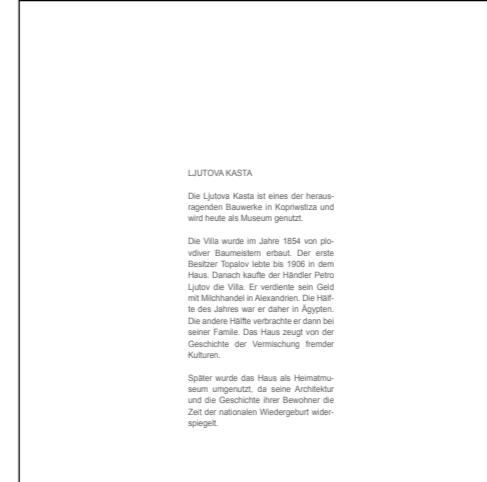 LJUTOVA KASTA
Die Ljutova Kasta ist eines der heraus-
ragenden Bauwerke in Kopriwstiza und
wird heute als Museum genutzt.
Die Villa wurde im Jahre 1854 von plo-
vdiver Baumeistern erbaut. Der erste
Besitzer Topalov lebte bis 1906 in dem
Haus. Danach kaufte der Händler Petro
Ljutov die Villa. Er verdiente sein Geld
mit Milchhandel in Alexandrien. Die Hälf-
te des Jahres war er daher in Ägypten.
Die andere Hälfte verbrachte er dann bei
seiner Famile. Das Haus zeugt von der
Geschichte der Vermischung fremder
Kulturen.
Später wurde das Haus als Heimatmu-
seum umgenutzt, da seine Architektur
und die Geschichte ihrer Bewohner die
Zeit der nationalen Wiedergeburt wider-
spiegelt.